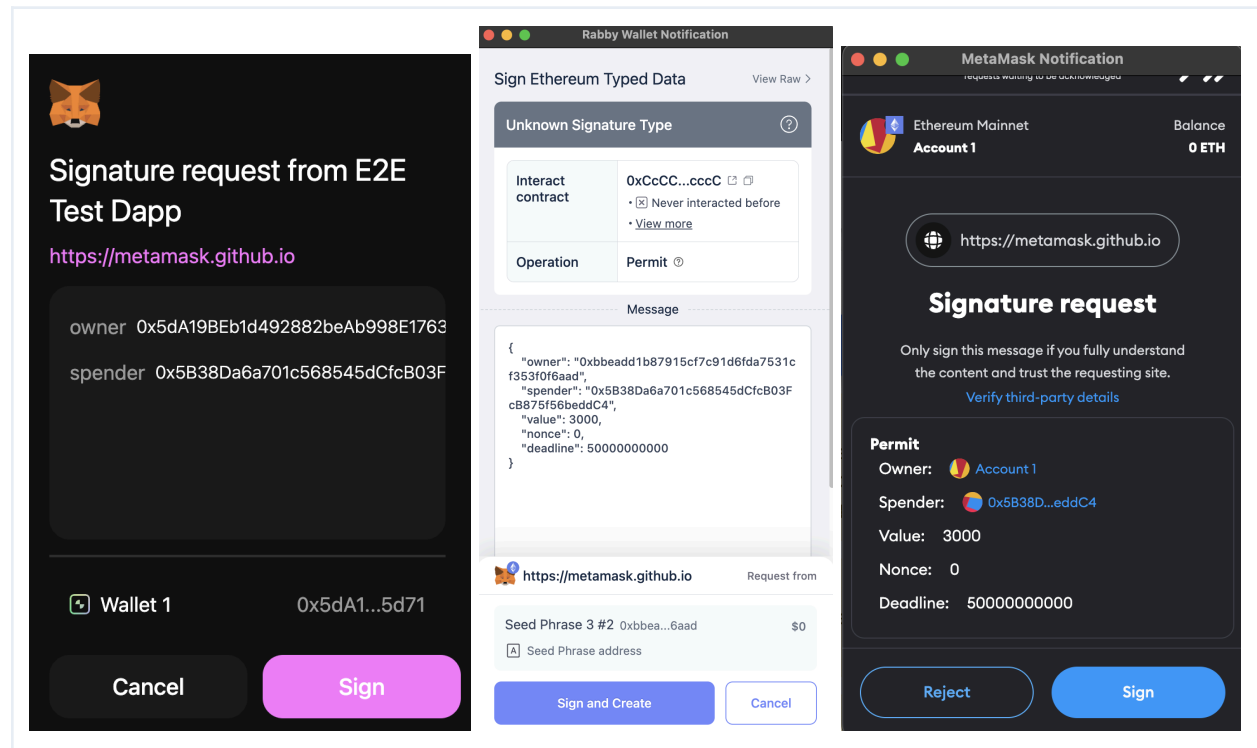 Signature request from E2E
Test Dapp
https://metamask.github.io
owner 0x5dA19BEb1d492882beAb998E1763
spender 0x5B38Da6a701c568545dCfcB03F
Wallet 1 0x5dA1...5d71
Cancel Sign
Rabby Wallet Notification
Sign Ethereum Typed Data View Raw >
Unknown Signature Type
Interact
contract
0xCcCC...cccC
• Never interacted before
• View more
Operation Permit
Message
{
"owner": "0xbbeadd1b87915cf7c91d6fda7531c
f353f0f6aad",
"spender": "0x5B38Da6a701c568545dCfcB03F
cB875f56beddC4",
"value": 3000,
"nonce": 0,
"deadline": 50000000000
}
https://metamask.github.io Request from
Seed Phrase 3 #2 0xbbea...6aad $0
Seed Phrase address
Sign and Create Cancel
MetaMask Notification
requests waiting to be acknowledged
Ethereum Mainnet Balance
Account 1 0 ETH
https://metamask.github.io
Signature request
Only sign this message if you fully understand
the content and trust the requesting site.
Verify third-party details
Permit
Owner: Account 1
Spender: 0x5B38D...eddC4
Value: 3000
Nonce: 0
Deadline: 50000000000
Reject Sign